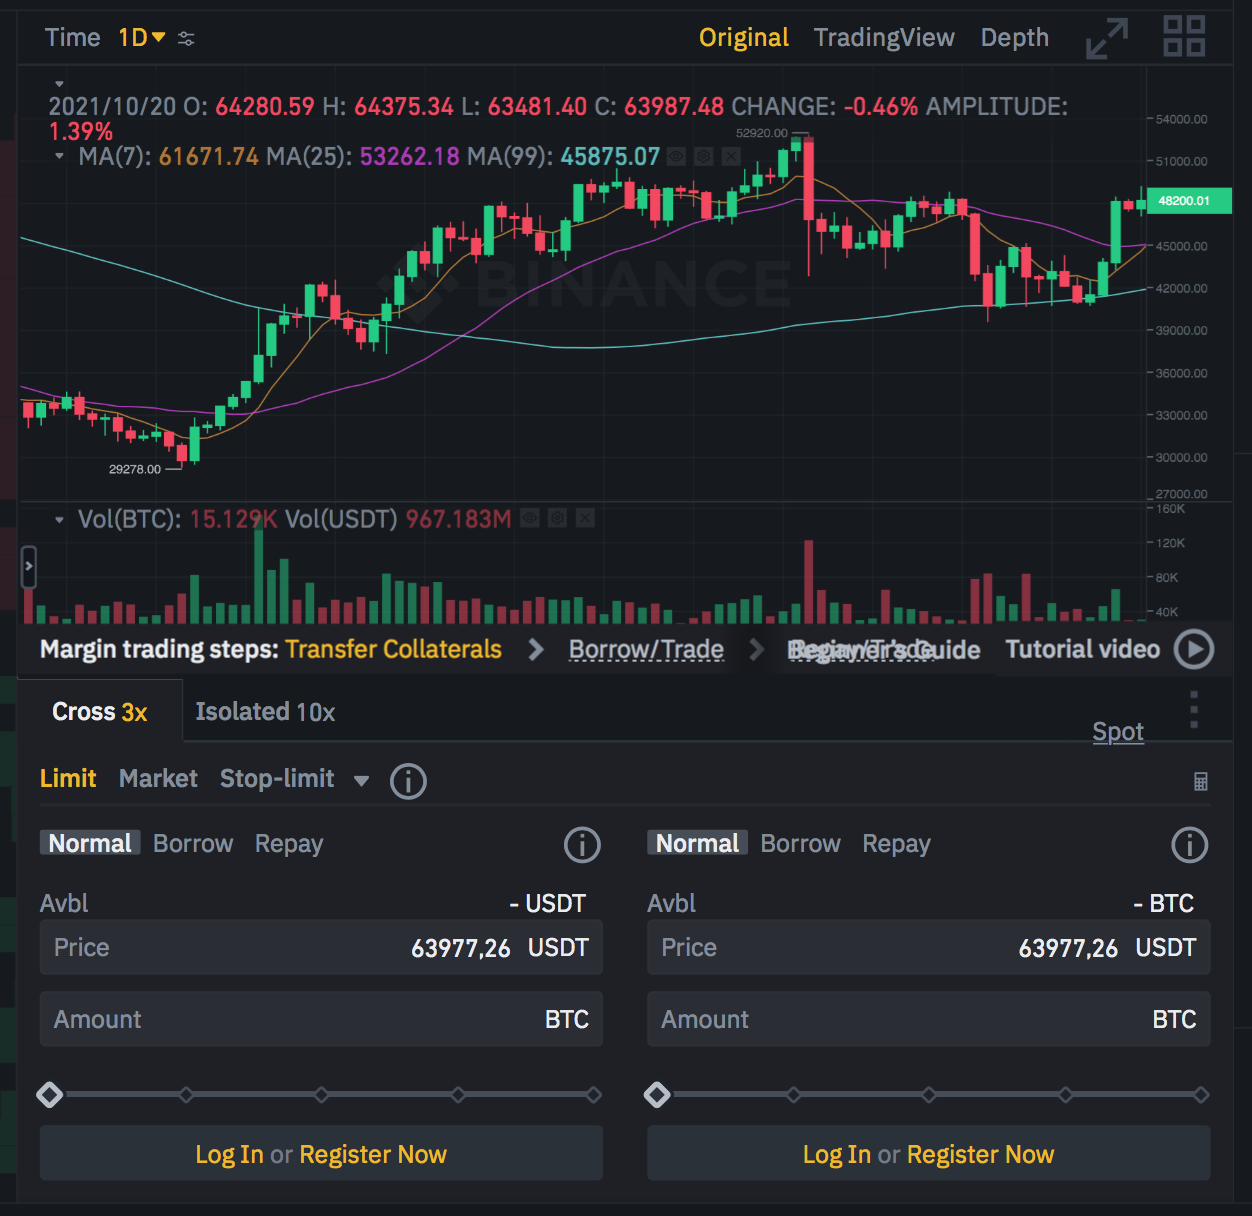 Time 1D Original TradingView Depth
2021/10/20 O: 64280.59 H: 64375.34 L: 63481.40 C: 63987.48 CHANGE: -0.46% AMPLITUDE:
1.39%
MA(7): 61671.74 MA(25): 53262.18 MA(99): 45875.07
52920.00
54000.00
51000.00
48200.01
45000.00
BINANCE
42000.00
39000.00
36000.00
33000.00
30000.00
29278.00
27000.00
Vol(BTC): 15.129K Vol(USDT) 967.183M
160K
120K
80K
40K
Margin trading steps: Transfer Collaterals Borrow/Trade Repay/Trade Beginner's Guide Tutorial video
Cross 3x Isolated 10x
Spot
Limit Market Stop-limit
Normal Borrow Repay Normal Borrow Repay
Avbl - USDT Avbl - BTC
Price 63977,26 USDT Price 63977,26 USDT
Amount BTC Amount BTC
Log In or Register Now Log In or Register Now